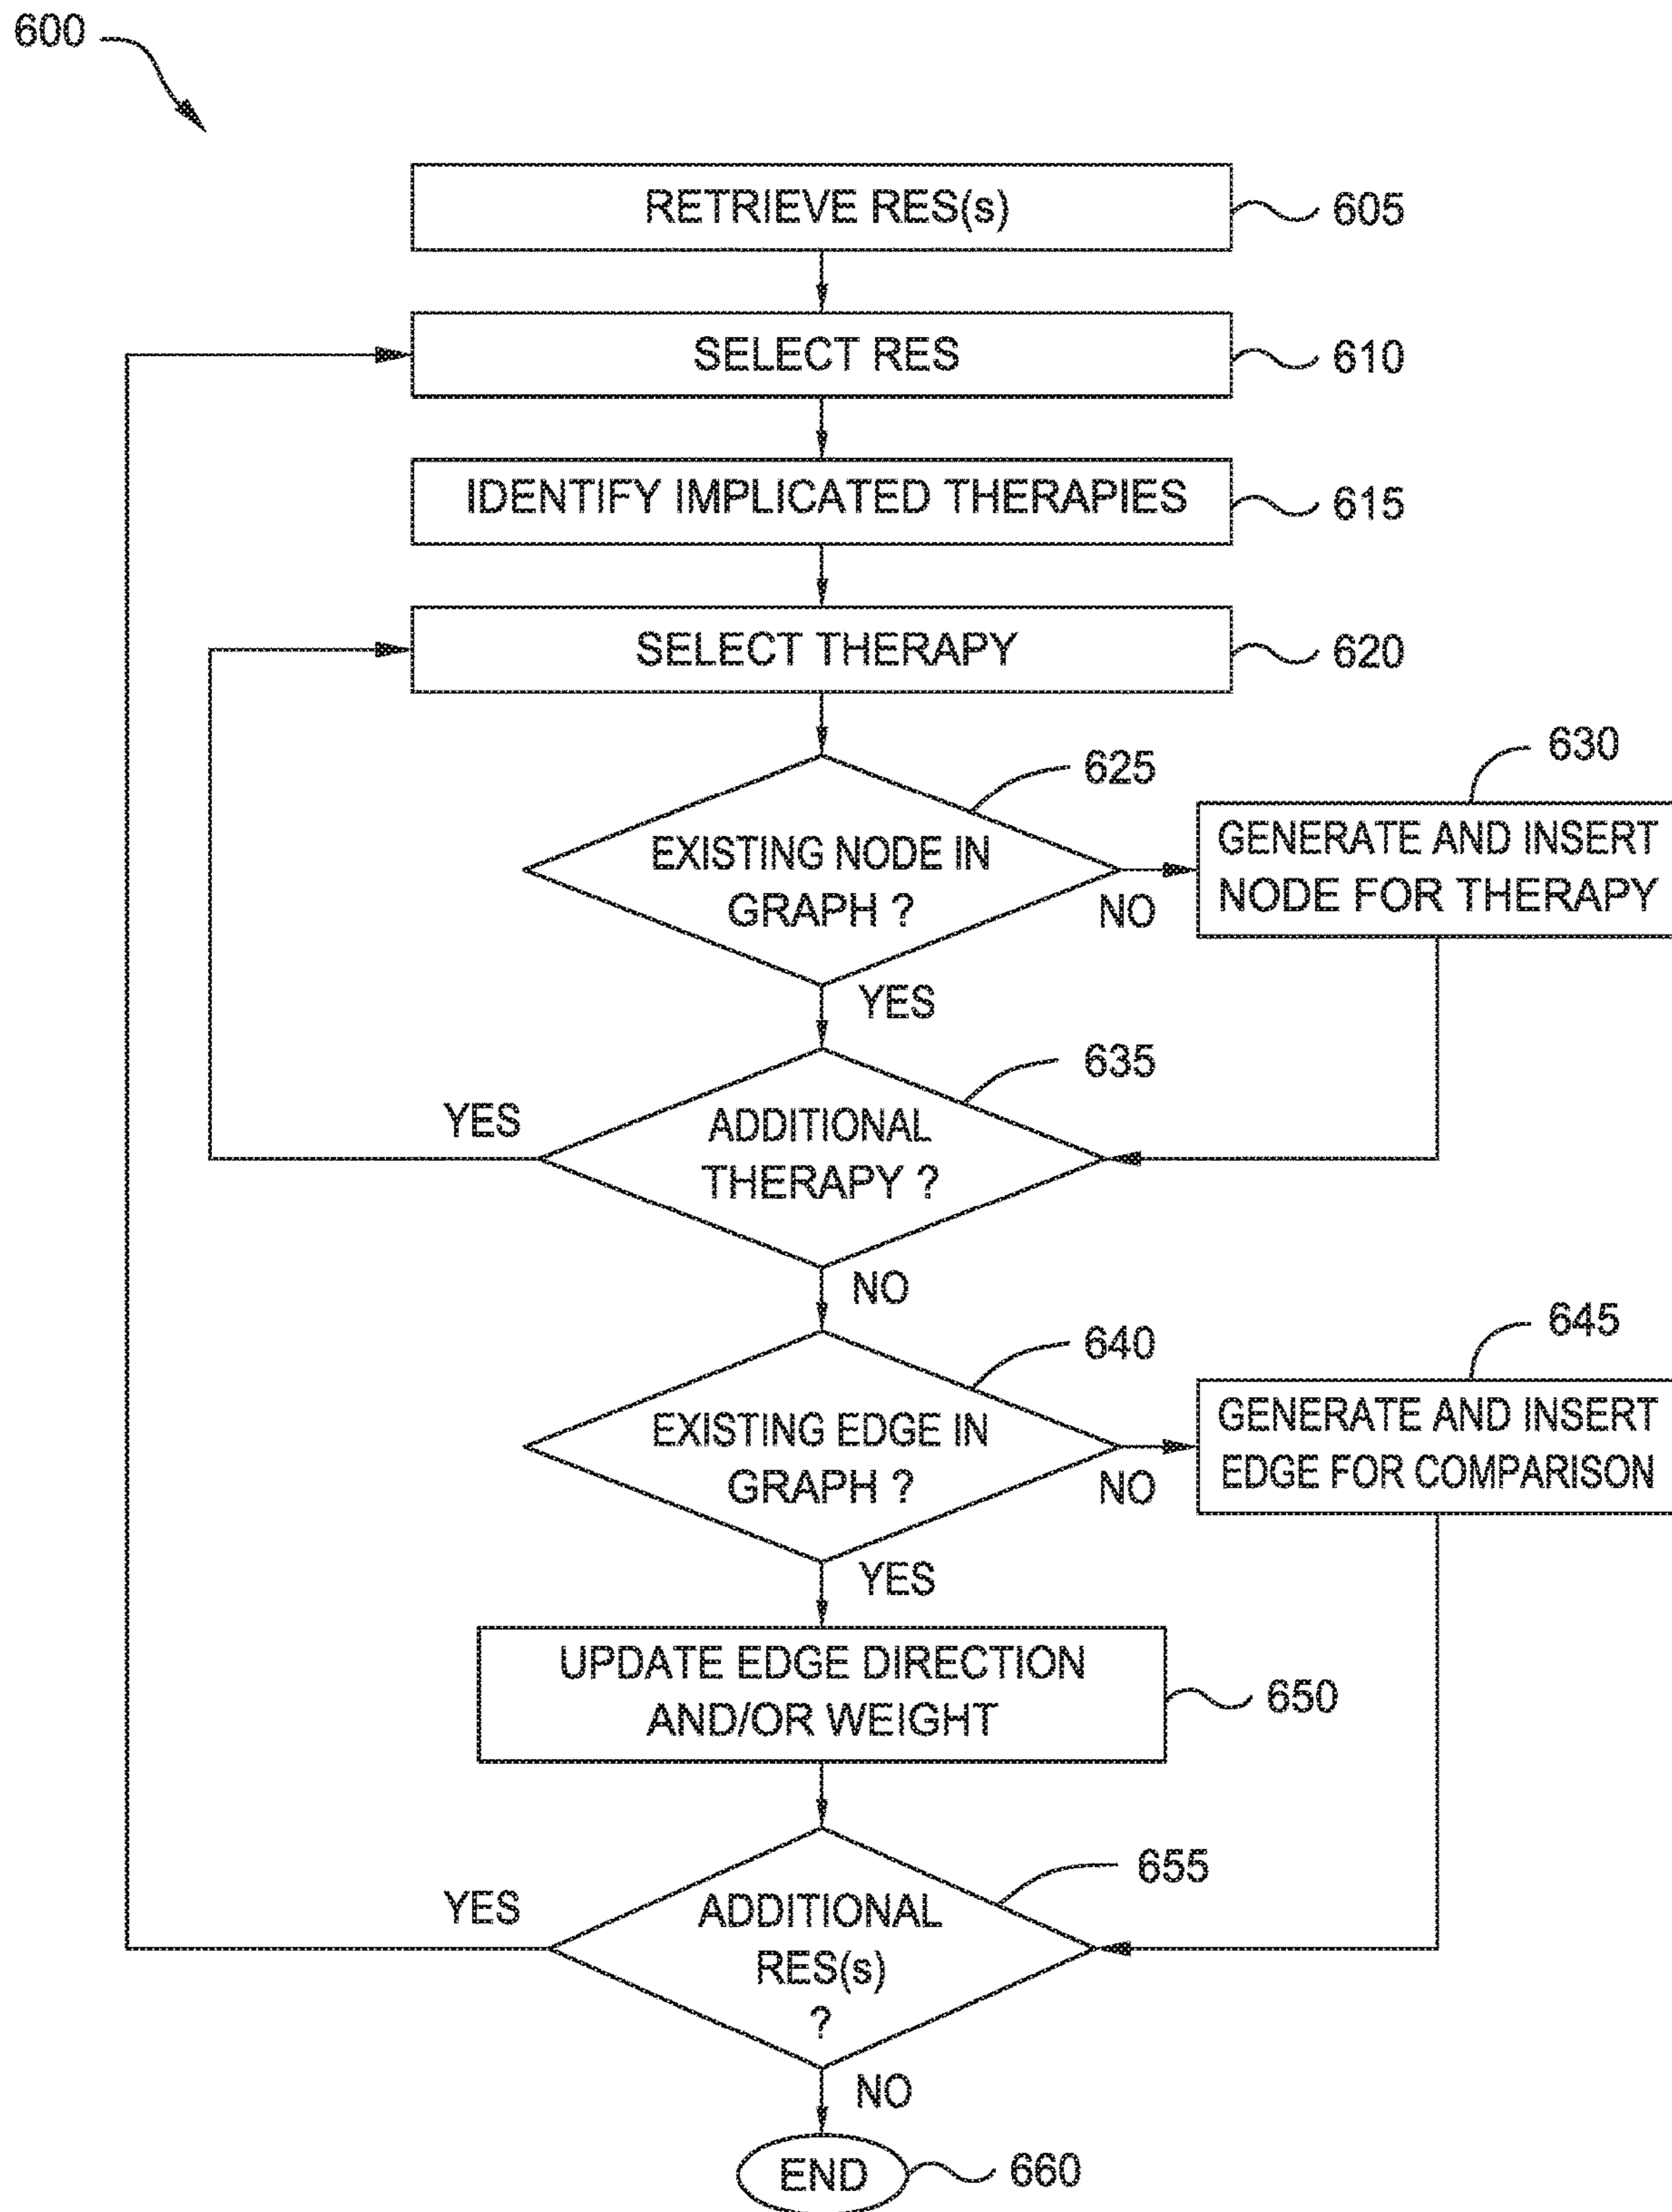 600
RETRIEVE RES(s)
605
SELECT RES
610
IDENTIFY IMPLICATED THERAPIES
615
SELECT THERAPY
620
625
630
EXISTING NODE IN
GRAPH ?
NO
GENERATE AND INSERT
NODE FOR THERAPY
YES
635
YES
ADDITIONAL
THERAPY ?
NO
640
645
EXISTING EDGE IN
GRAPH ?
NO
GENERATE AND INSERT
EDGE FOR COMPARISON
YES
UPDATE EDGE DIRECTION
AND/OR WEIGHT
650
655
YES
ADDITIONAL
RES(s)
?
NO
END
660